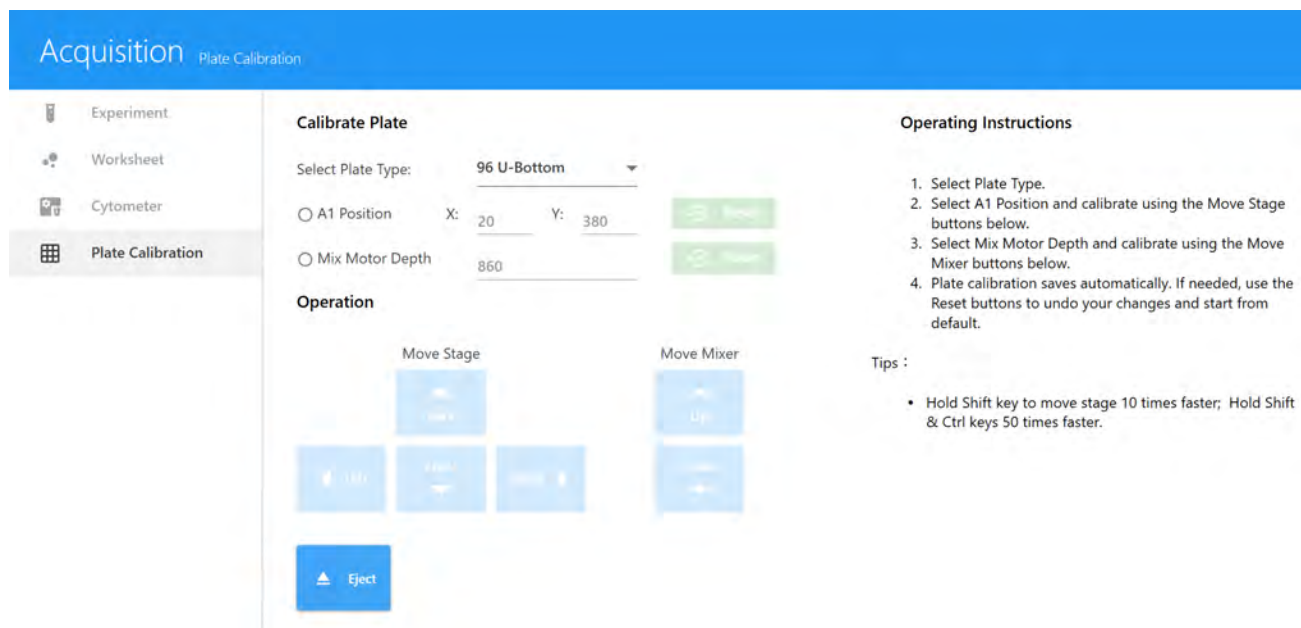 Acquisition Plate Calibration
Experiment
Worksheet
Cytometer
Plate Calibration
Calibrate Plate
Select Plate Type: 96 U-Bottom
A1 Position X: 20 Y: 380
Mix Motor Depth 860
Operation
Move Stage Move Mixer
Up
Left
Eject
Operating Instructions
1. Select Plate Type.
2. Select A1 Position and calibrate using the Move Stage
buttons below.
3. Select Mix Motor Depth and calibrate using the Move
Mixer buttons below.
4. Plate calibration saves automatically. If needed, use the
Reset buttons to undo your changes and start from
default.
Tips :
• Hold Shift key to move stage 10 times faster; Hold Shift
& Ctrl keys 50 times faster.